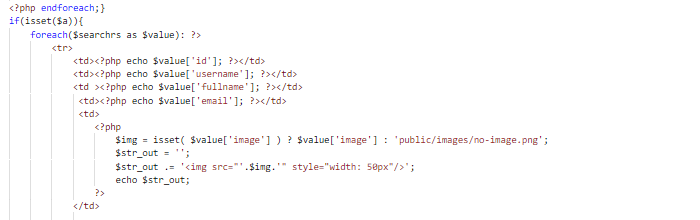 <?php endforeach;}
if(isset($a)){
foreach($searchrs as $value): ?>
<tr>
<td><?php echo $value['id']; ?></td>
<td><?php echo $value['username']; ?></td>
<td ><?php echo $value['fullname']; ?></td>
<td><?php echo $value['email']; ?></td>
<td>
<?php
$img = isset( $value['image'] ) ? $value['image'] : 'public/images/no-image.png';
$str_out = '';
$str_out .= '<img src="'.$img.'" style="width: 50px"/>';
echo $str_out;
?>
</td>